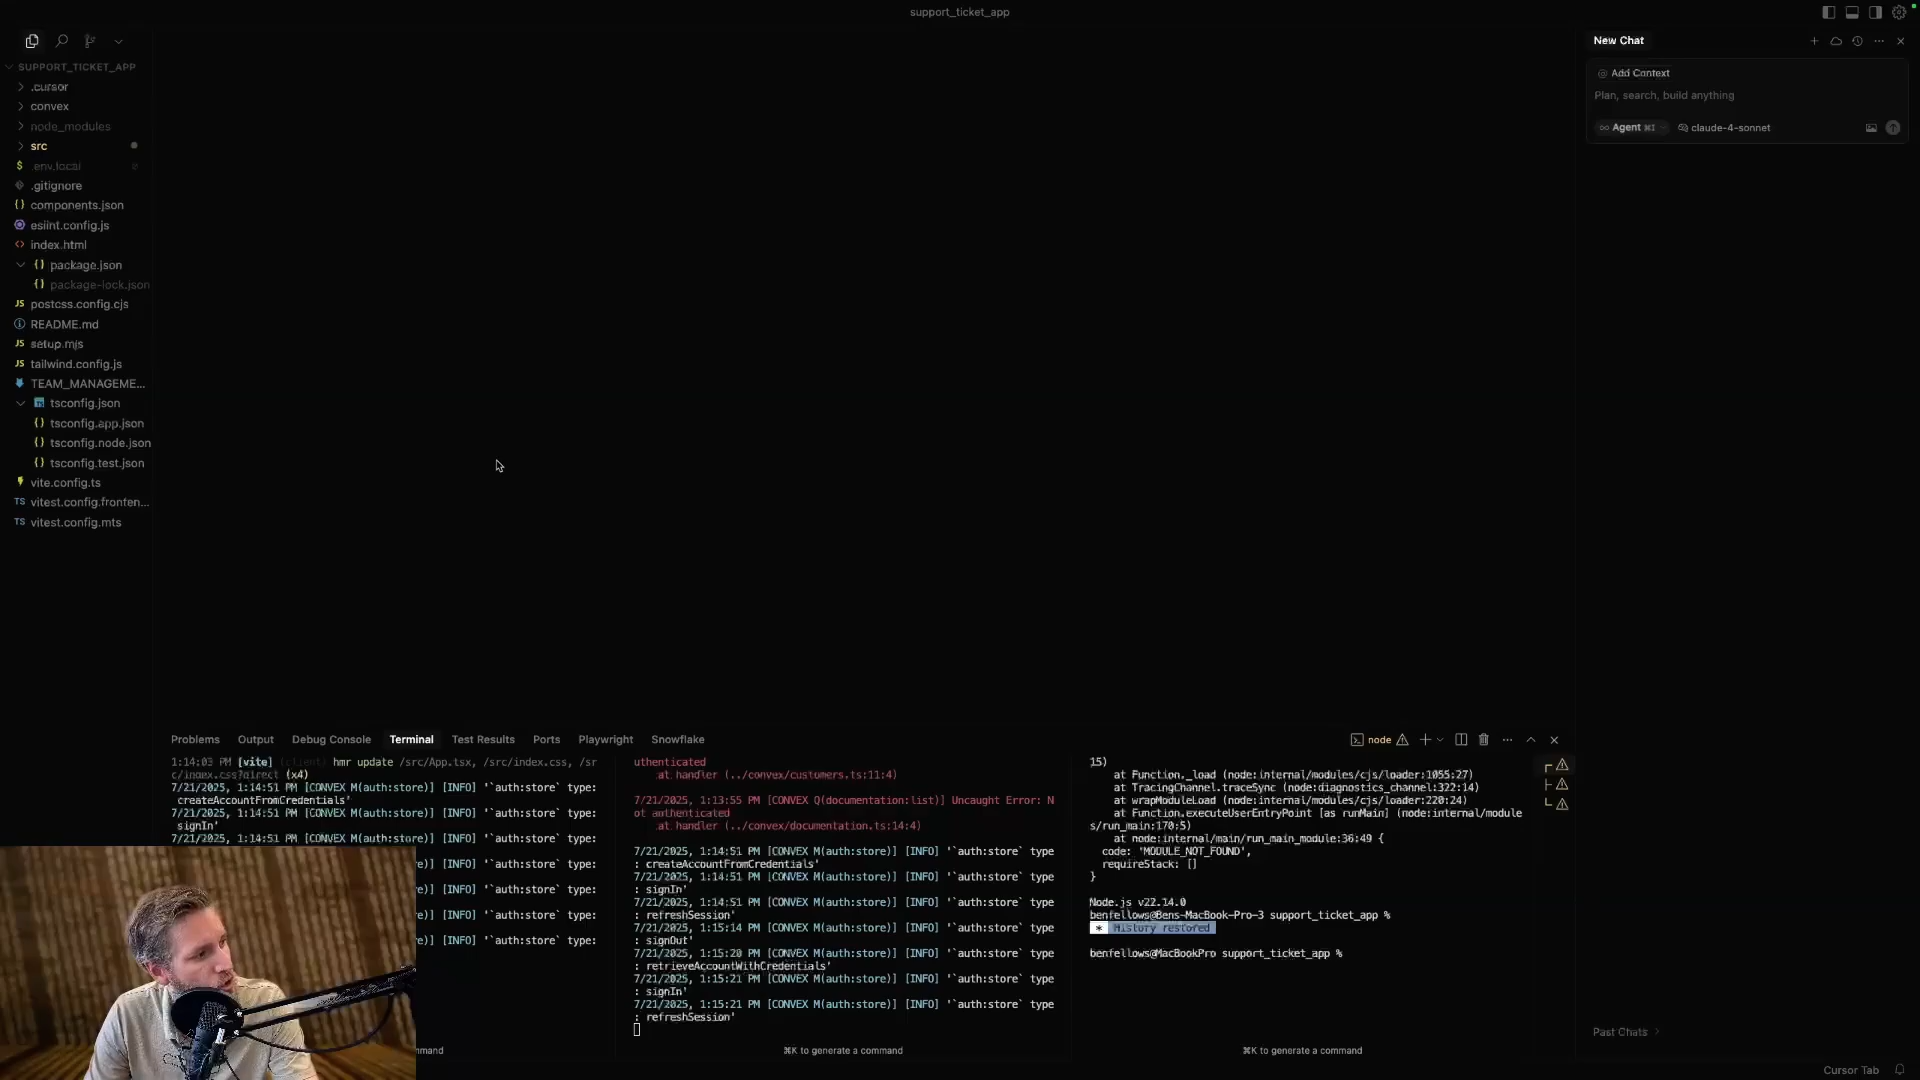 support_ticket_app
SUPPORT_TICKET_APP
.cursor
convex
node_modules
src
.env.local
.gitignore
components.json
eslint.config.js
index.html
package.json
package-lock.json
postcss.config.cjs
README.md
setup.mjs
tailwind.config.js
TEAM_MANAGEME...
tsconfig.json
tsconfig.app.json
tsconfig.node.json
tsconfig.test.json
vite.config.ts
vitest.config.fronten...
vitest.config.mts
Problems Output Debug Console Terminal Test Results Ports Playwright Snowflake
node
1:14:03 PM [vite] (client) hmr update /src/App.tsx, /src/index.css, /sr
c/index.css?direct (x4)
7/21/2025, 1:14:51 PM [CONVEX M(auth:store)] [INFO] '`auth:store` type:
createAccountFromCredentials'
7/21/2025, 1:14:51 PM [CONVEX M(auth:store)] [INFO] '`auth:store` type:
signIn'
7/21/2025, 1:14:51 PM [CONVEX M(auth:store)] [INFO] '`auth:store` type:
e)] [INFO] '`auth:store` type:
e)] [INFO] '`auth:store` type:
e)] [INFO] '`auth:store` type:
e)] [INFO] '`auth:store` type:
mmand
uthenticated
at handler (../convex/customers.ts:11:4)
7/21/2025, 1:13:55 PM [CONVEX Q(documentation:list)] Uncaught Error: N
ot authenticated
at handler (../convex/documentation.ts:14:4)
7/21/2025, 1:14:51 PM [CONVEX M(auth:store)] [INFO] '`auth:store` type
: createAccountFromCredentials'
7/21/2025, 1:14:51 PM [CONVEX M(auth:store)] [INFO] '`auth:store` type
: signIn'
7/21/2025, 1:14:51 PM [CONVEX M(auth:store)] [INFO] '`auth:store` type
: refreshSession'
7/21/2025, 1:15:14 PM [CONVEX M(auth:store)] [INFO] '`auth:store` type
: signOut'
7/21/2025, 1:15:20 PM [CONVEX M(auth:store)] [INFO] '`auth:store` type
: retrieveAccountWithCredentials'
7/21/2025, 1:15:21 PM [CONVEX M(auth:store)] [INFO] '`auth:store` type
: signIn'
7/21/2025, 1:15:21 PM [CONVEX M(auth:store)] [INFO] '`auth:store` type
: refreshSession'
⌘K to generate a command
15)
at Function._load (node:internal/modules/cjs/loader:1055:27)
at TracingChannel.traceSync (node:diagnostics_channel:322:14)
at wrapModuleLoad (node:internal/modules/cjs/loader:220:24)
at Function.executeUserEntryPoint [as runMain] (node:internal/module
s/run_main:170:5)
at node:internal/main/run_main_module:36:49 {
code: 'MODULE_NOT_FOUND',
requireStack: []
}
Node.js v22.14.0
benfellows@Bens-MacBook-Pro-3 support_ticket_app %
* History restored
benfellows@MacBookPro support_ticket_app %
⌘K to generate a command
New Chat
Add Context
Plan, search, build anything
Agent ⌘I
claude-4-sonnet
Past Chats
Cursor Tab